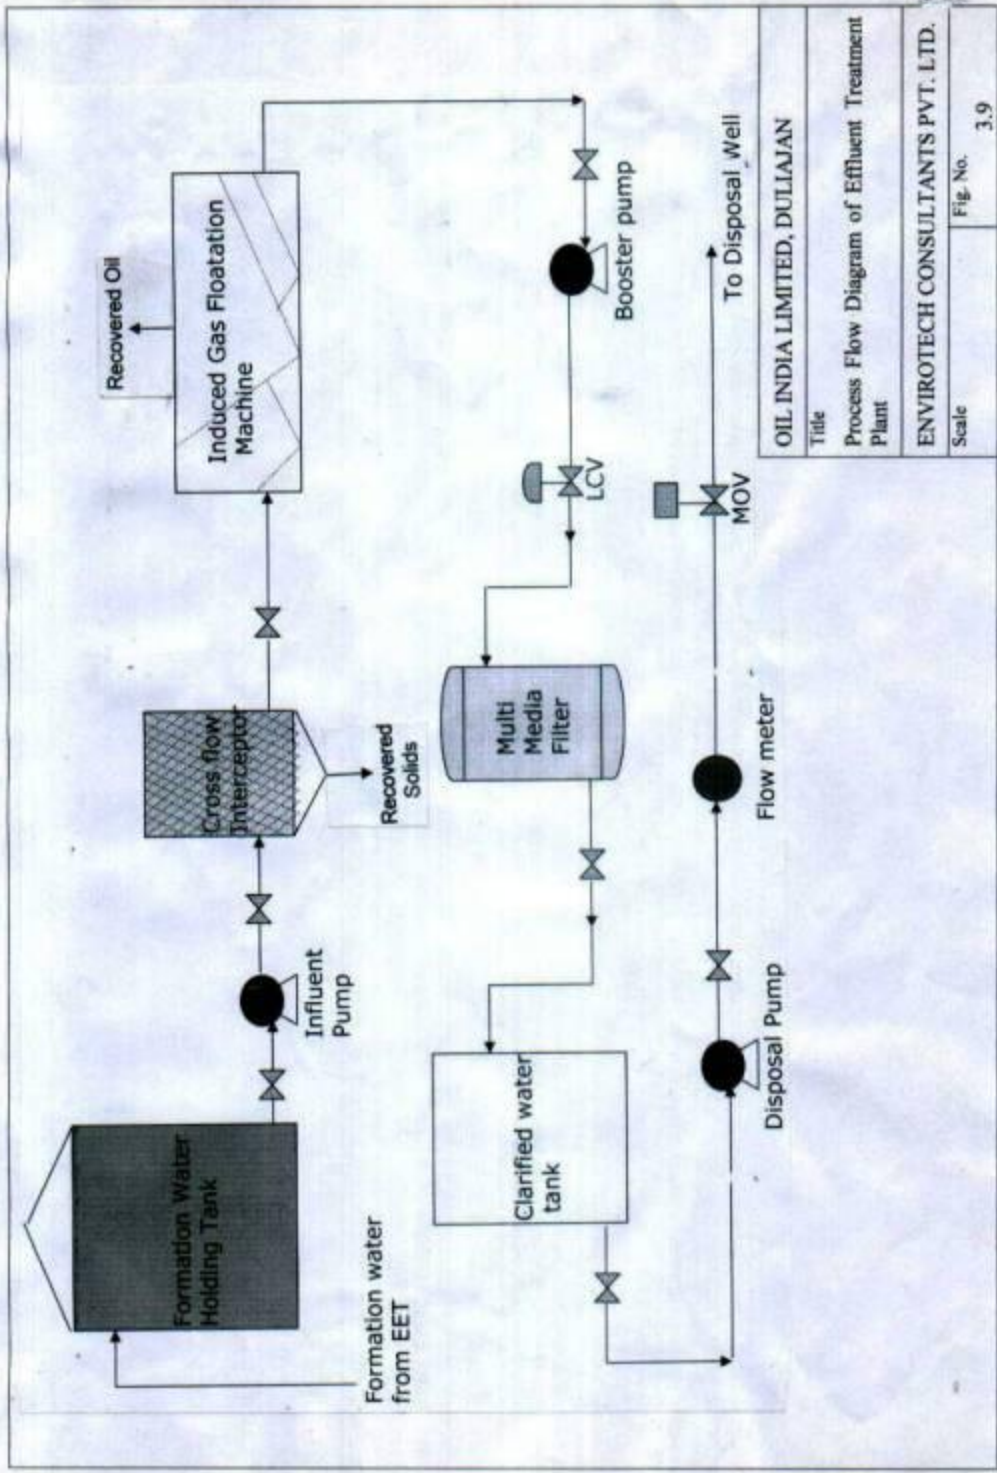 Formation water
from EET
Formation Water
Holding Tank
Influent
Pump
Cross flow
Interceptor
Recovered
Solids
Induced Gas Floatation
Machine
Recovered Oil
Booster pump
LCV
Multi
Media
Filter
Clarified water
tank
Disposal Pump
Flow meter
MOV
To Disposal Well
OIL INDIA LIMITED, DULIAJAN
Title
Process Flow Diagram of Effluent Treatment
Plant
ENVIROTECH CONSULTANTS PVT. LTD.
Scale
Fig. No.
3.9